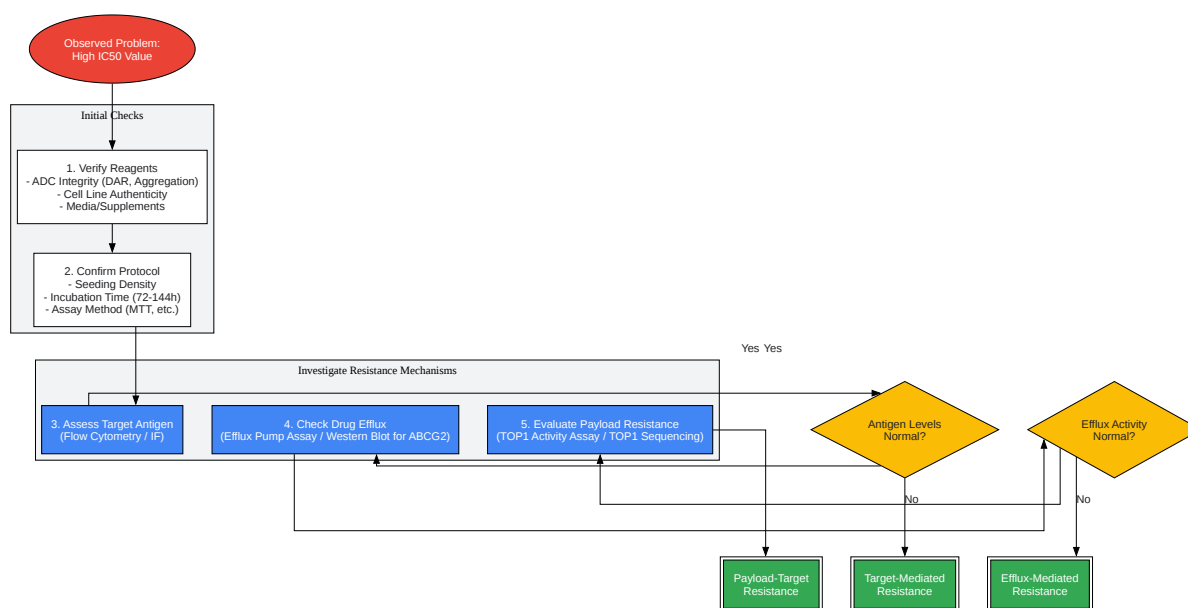 Observed Problem:
High IC50 Value
Initial Checks
1. Verify Reagents
- ADC Integrity (DAR, Aggregation)
- Cell Line Authenticity
- Media/Supplements
2. Confirm Protocol
- Seeding Density
- Incubation Time (72-144h)
- Assay Method (MTT, etc.)
Yes Yes
Investigate Resistance Mechanisms
3. Assess Target Antigen
(Flow Cytometry / IF)
4. Check Drug Efflux
(Efflux Pump Assay / Western Blot for ABCG2)
5. Evaluate Payload Resistance
(TOP1 Activity Assay / TOP1 Sequencing)
Antigen Levels
Normal?
Efflux Activity
Normal?
No
No
Payload-Target
Resistance
Target-Mediated
Resistance
Efflux-Mediated
Resistance